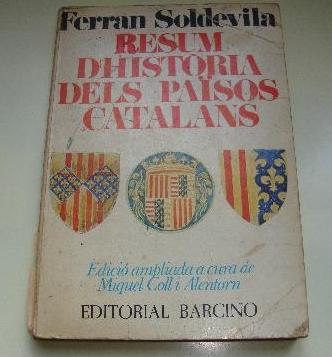 Ferran Soldevila
RESUM
D'HISTÒRIA
DELS PAÏSOS
CATALANS
Edició ampliada a cura de
Miquel Coll i Alentorn
EDITORIAL BARCINO